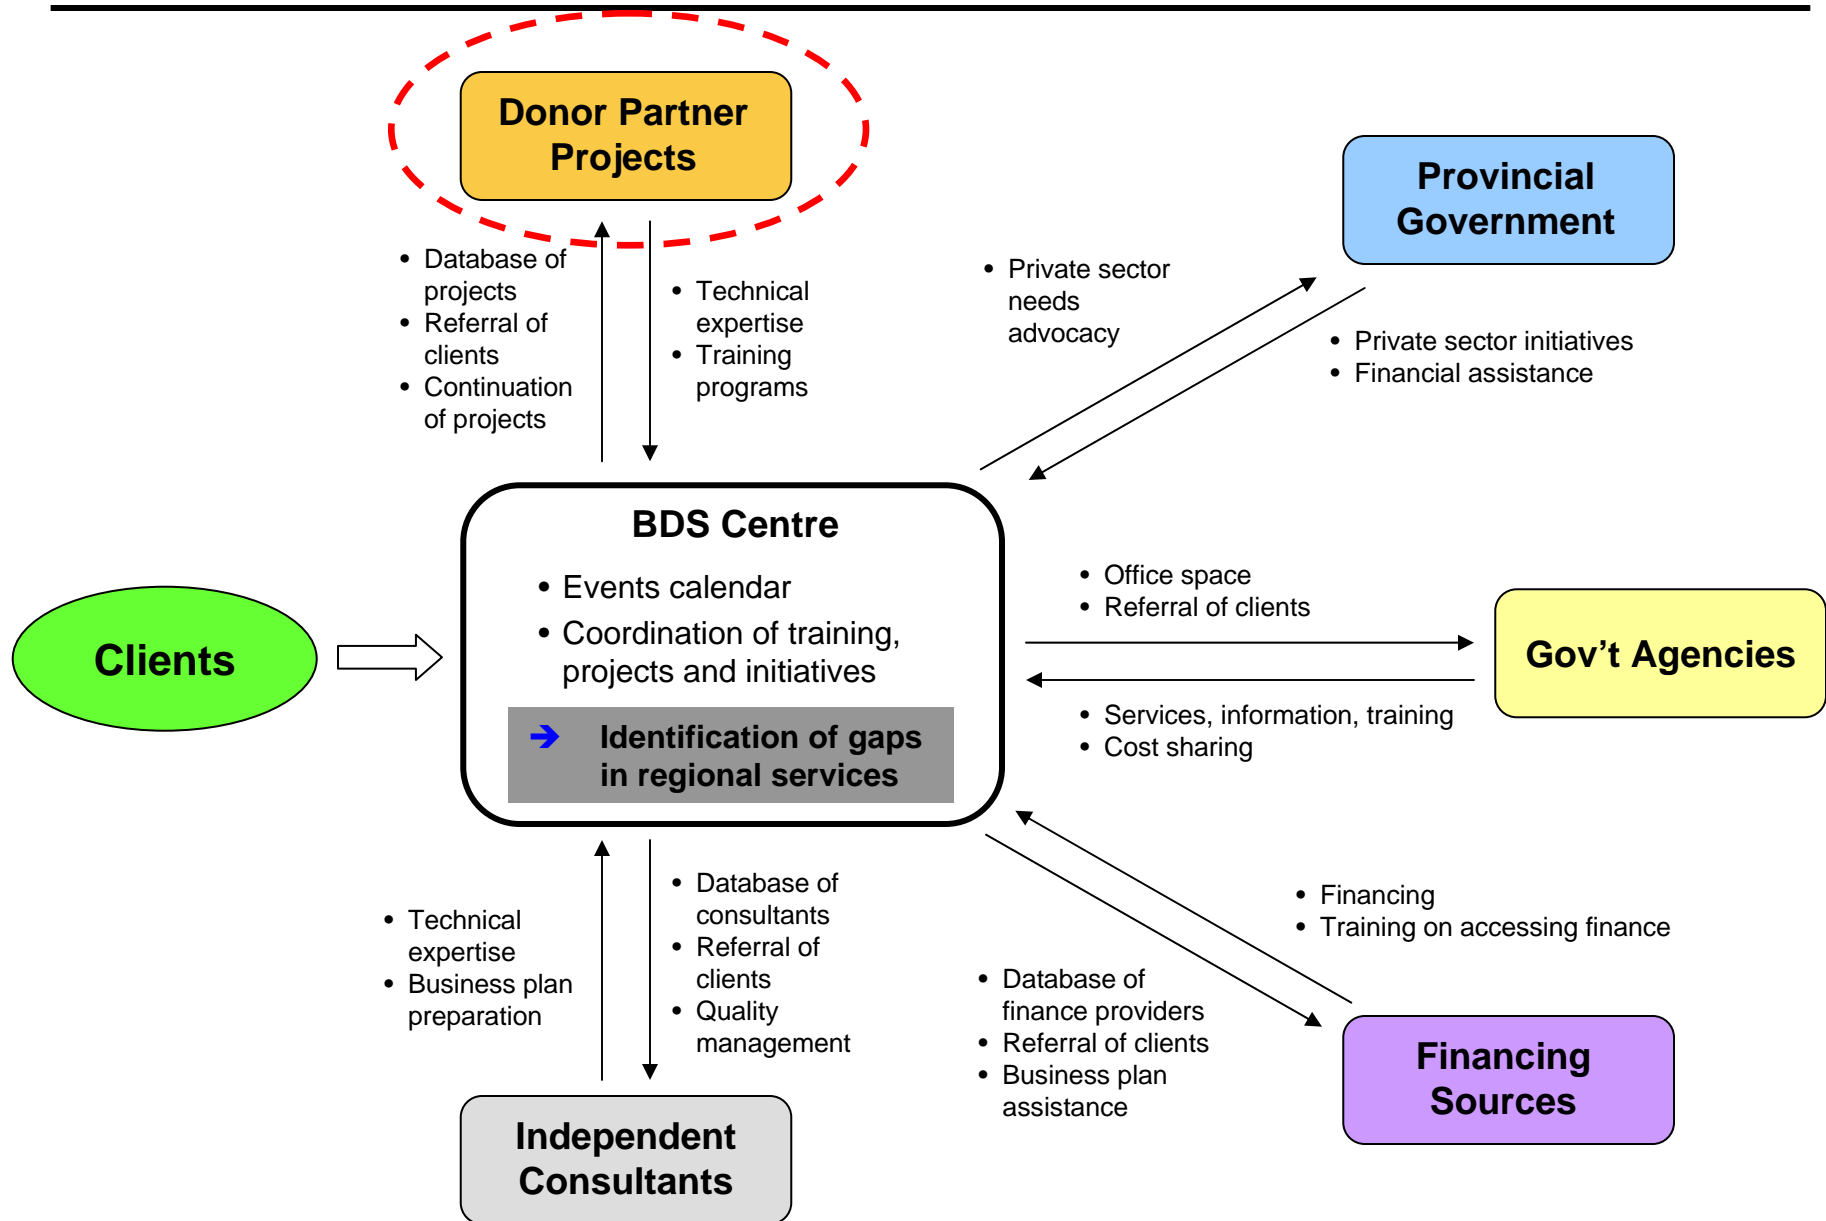 Donor Partner
Projects
Provincial
Government
• Database of
projects
• Referral of
clients
• Continuation
of projects
• Technical
expertise
• Training
programs
• Private sector
needs
advocacy
• Private sector initiatives
• Financial assistance
BDS Centre
• Events calendar
• Coordination of training,
projects and initiatives
➔ Identification of gaps
in regional services
Clients
• Office space
• Referral of clients
Gov’t Agencies
• Services, information, training
• Cost sharing
• Technical
expertise
• Business plan
preparation
• Database of
consultants
• Referral of
clients
• Quality
management
• Financing
• Training on accessing finance
• Database of
finance providers
• Referral of clients
• Business plan
assistance
Financing
Sources
Independent
Consultants